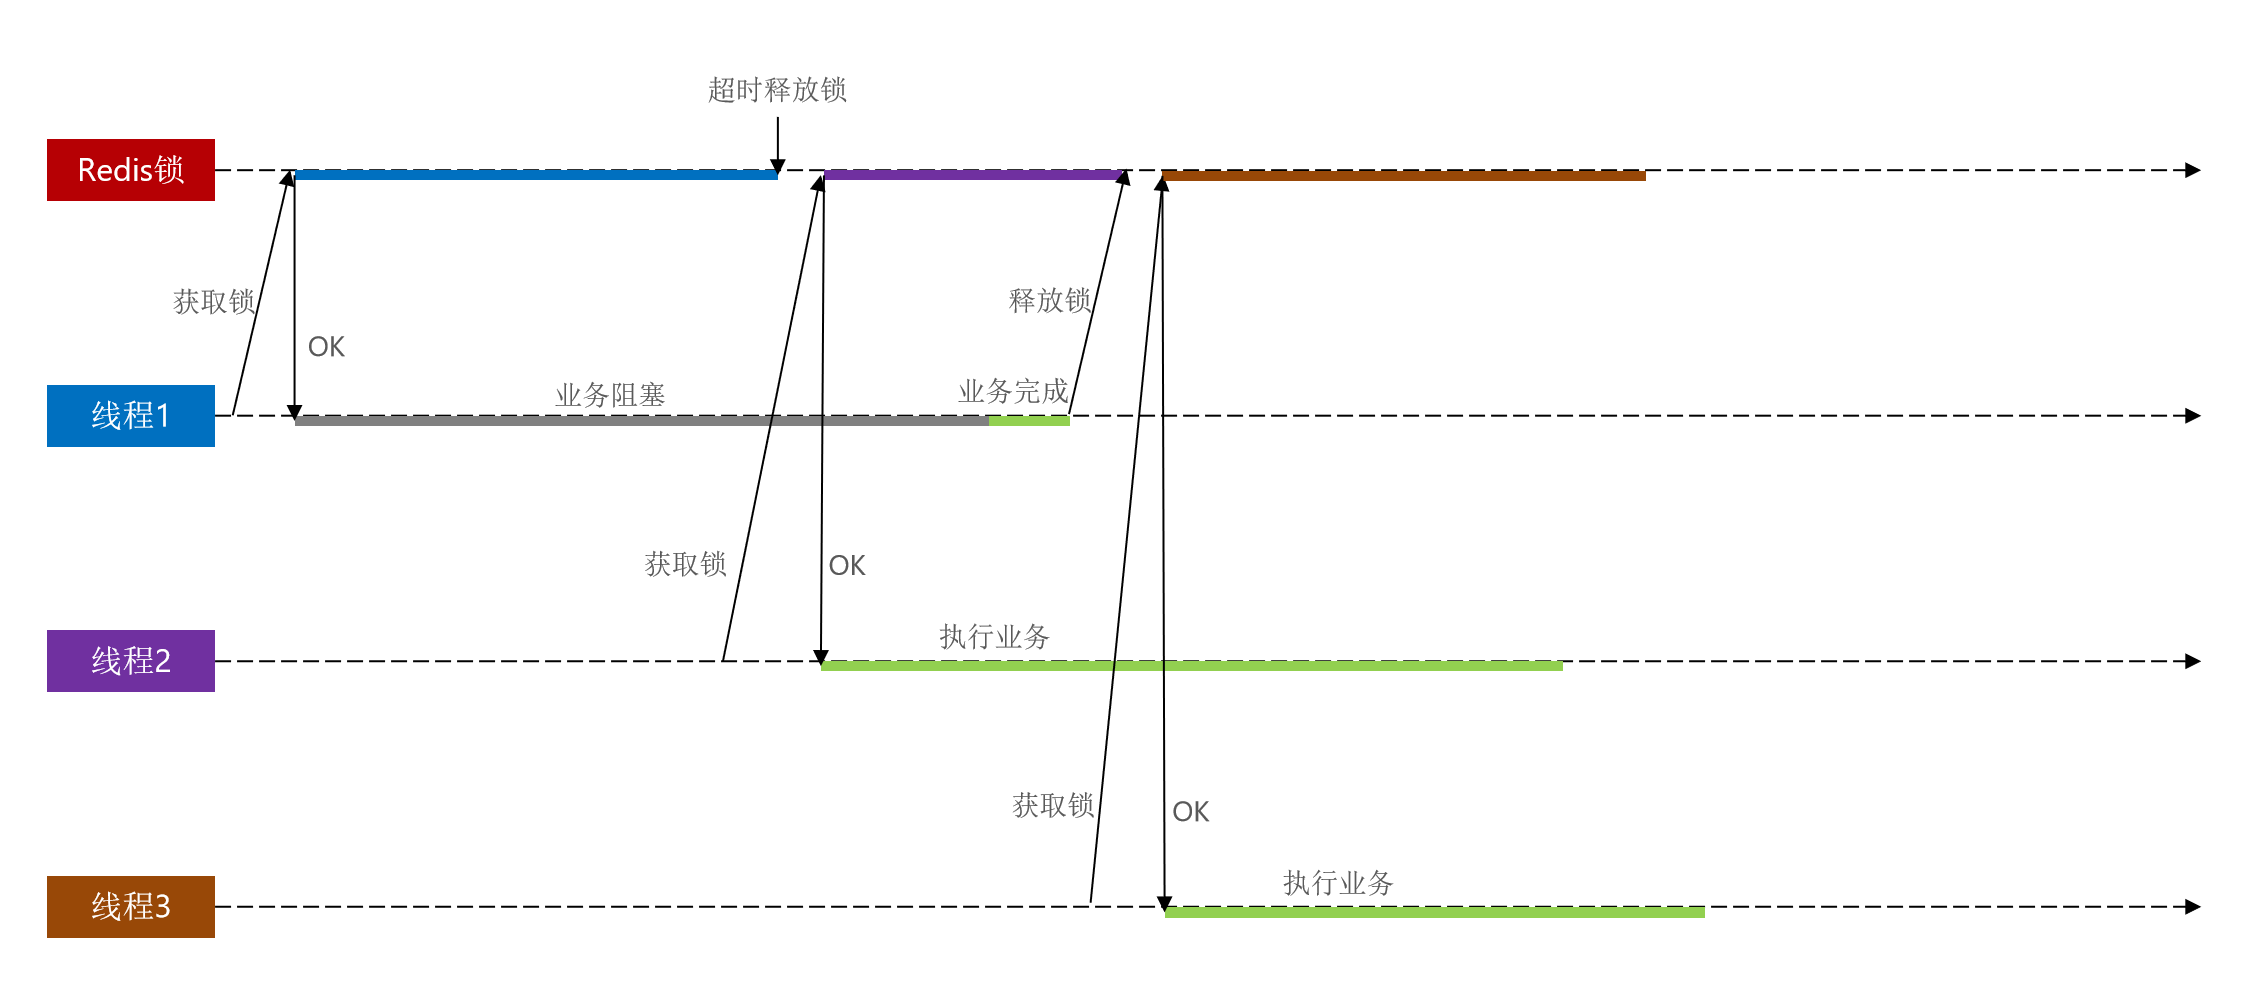 超时释放锁
Redis锁
获取锁
释放锁
OK
业务阻塞
业务完成
线程1
获取锁
OK
执行业务
线程2
获取锁
OK
执行业务
线程3